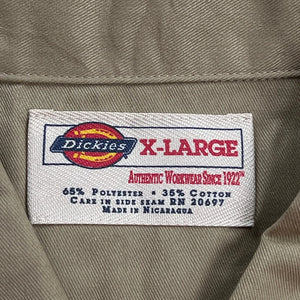 Dickies X-LARGE
AUTHENTIC WORKWEAR SINCE 1922™
65% POLYESTER • 35% COTTON
CARE IN SIDE SEAM RN 20697
MADE IN NICARAGUA